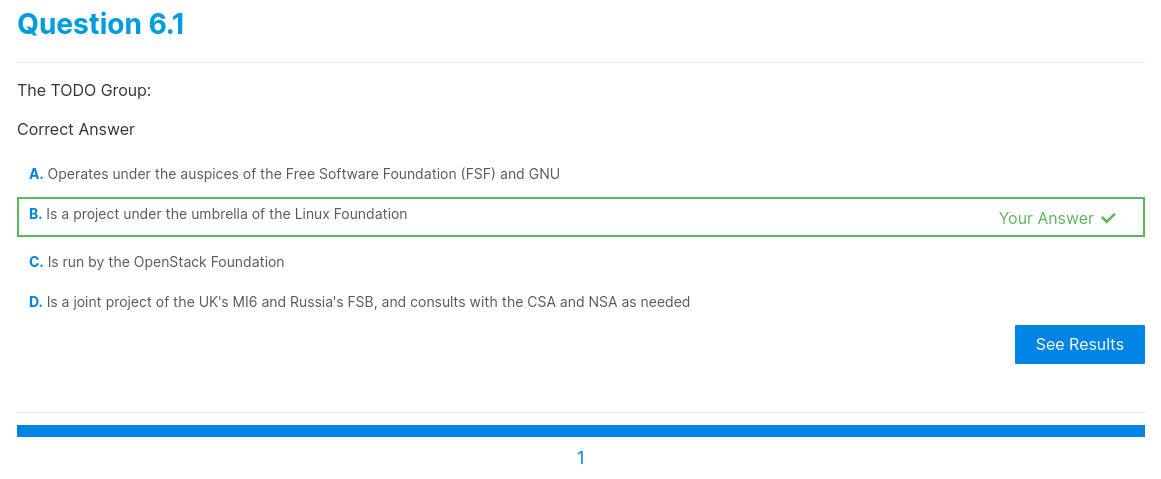 Question 6.1
The TODO Group:
Correct Answer
A. Operates under the auspices of the Free Software Foundation (FSF) and GNU
B. Is a project under the umbrella of the Linux Foundation
Your Answer
C. Is run by the OpenStack Foundation
D. Is a joint project of the UK's MI6 and Russia's FSB, and consults with the CSA and NSA as needed
See Results
1